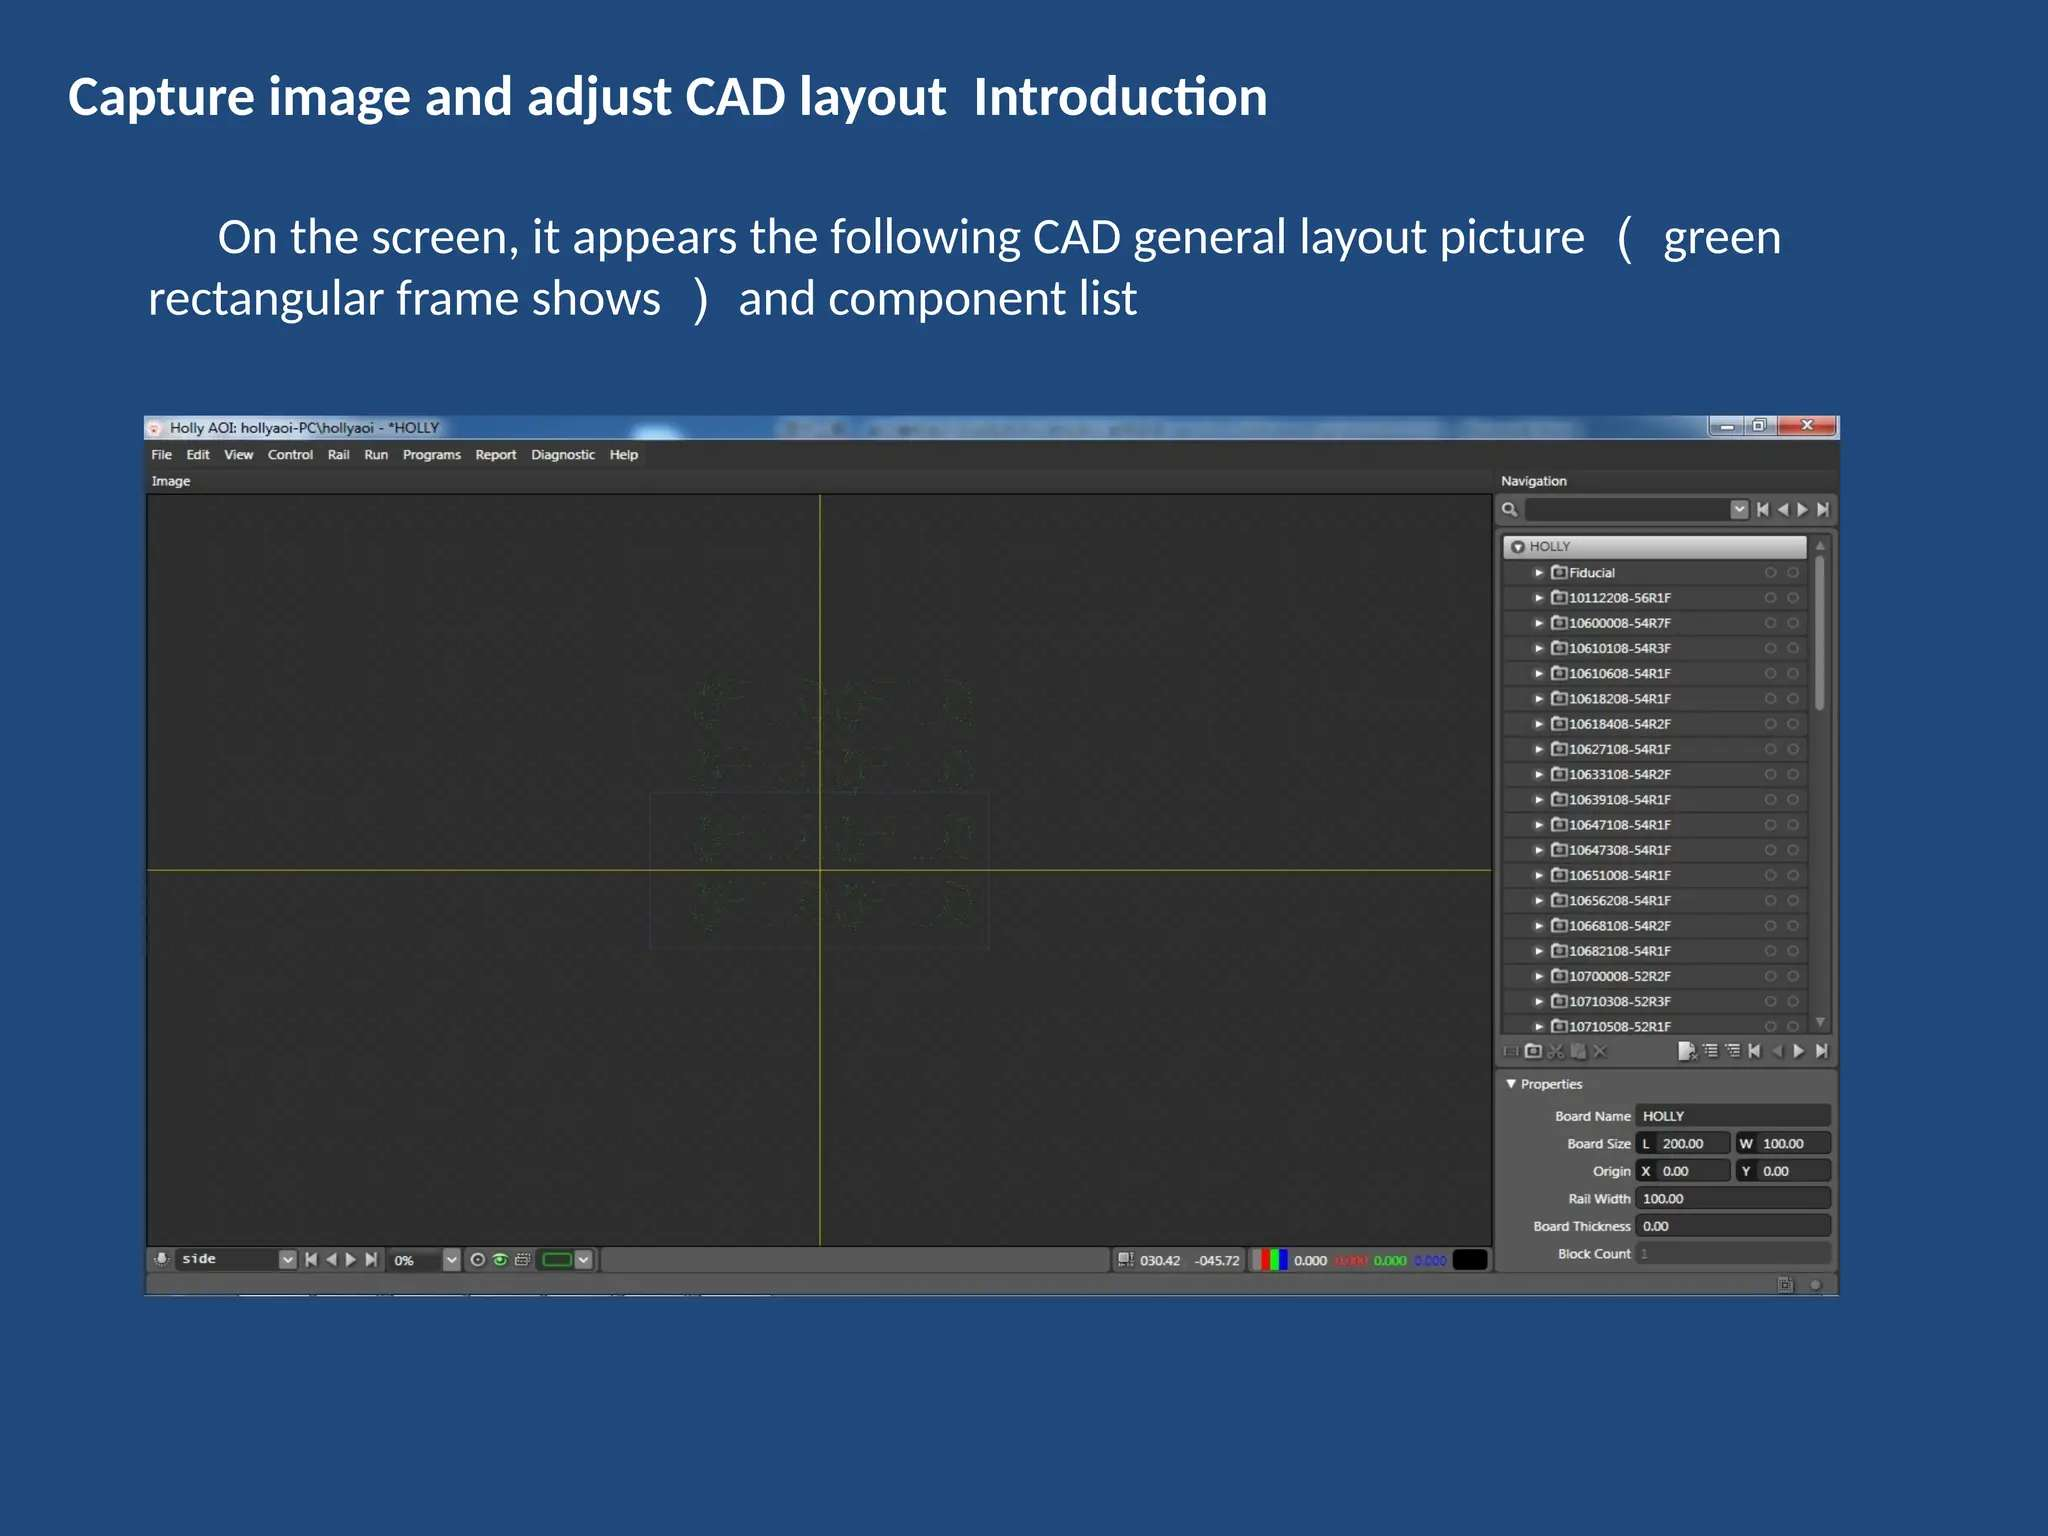 Capture image and adjust CAD layout  Introduction
On the screen, it appears the following CAD general layout picture （ green
rectangular frame shows ） and component list
Holly AOI: hollyaoi-PC\hollyaoi - *HOLLY
File Edit View Control Rail Run Programs Report Diagnostic Help
Image
Navigation
HOLLY
Fiducial
10112208-56R1F
10600008-54R7F
10610108-54R3F
10610608-54R1F
10618208-54R1F
10618408-54R2F
10627108-54R1F
10633108-54R2F
10639108-54R1F
10647108-54R1F
10647308-54R1F
10651008-54R1F
10656208-54R1F
10668108-54R2F
10682108-54R1F
10700008-52R2F
10710308-52R3F
10710508-52R1F
Properties
Board Name HOLLY
Board Size L 200.00 W 100.00
Origin X 0.00 Y 0.00
Rail Width 100.00
Board Thickness 0.00
Block Count 1
side 0% 030.42 -045.72 0.000 0.000 0.000 0.000